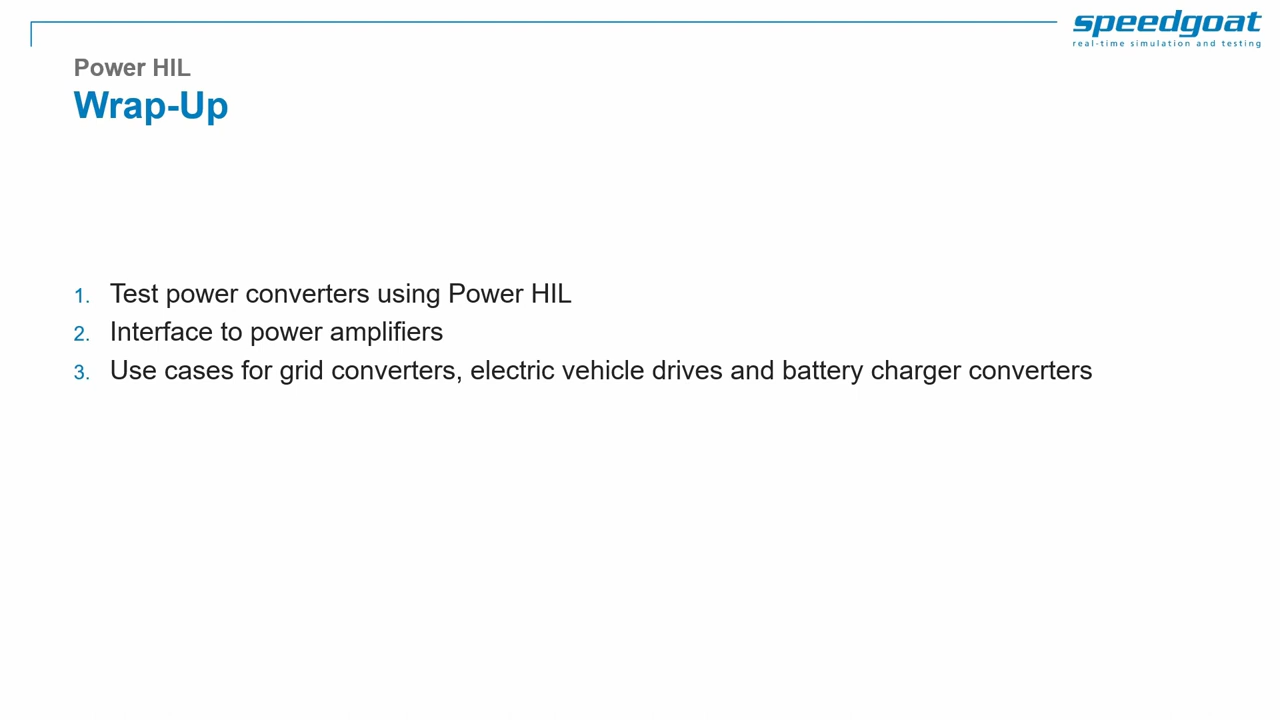 speedgoat
real-time simulation and testing
Power HIL
Wrap-Up
1. Test power converters using Power HIL
2. Interface to power amplifiers
3. Use cases for grid converters, electric vehicle drives and battery charger converters